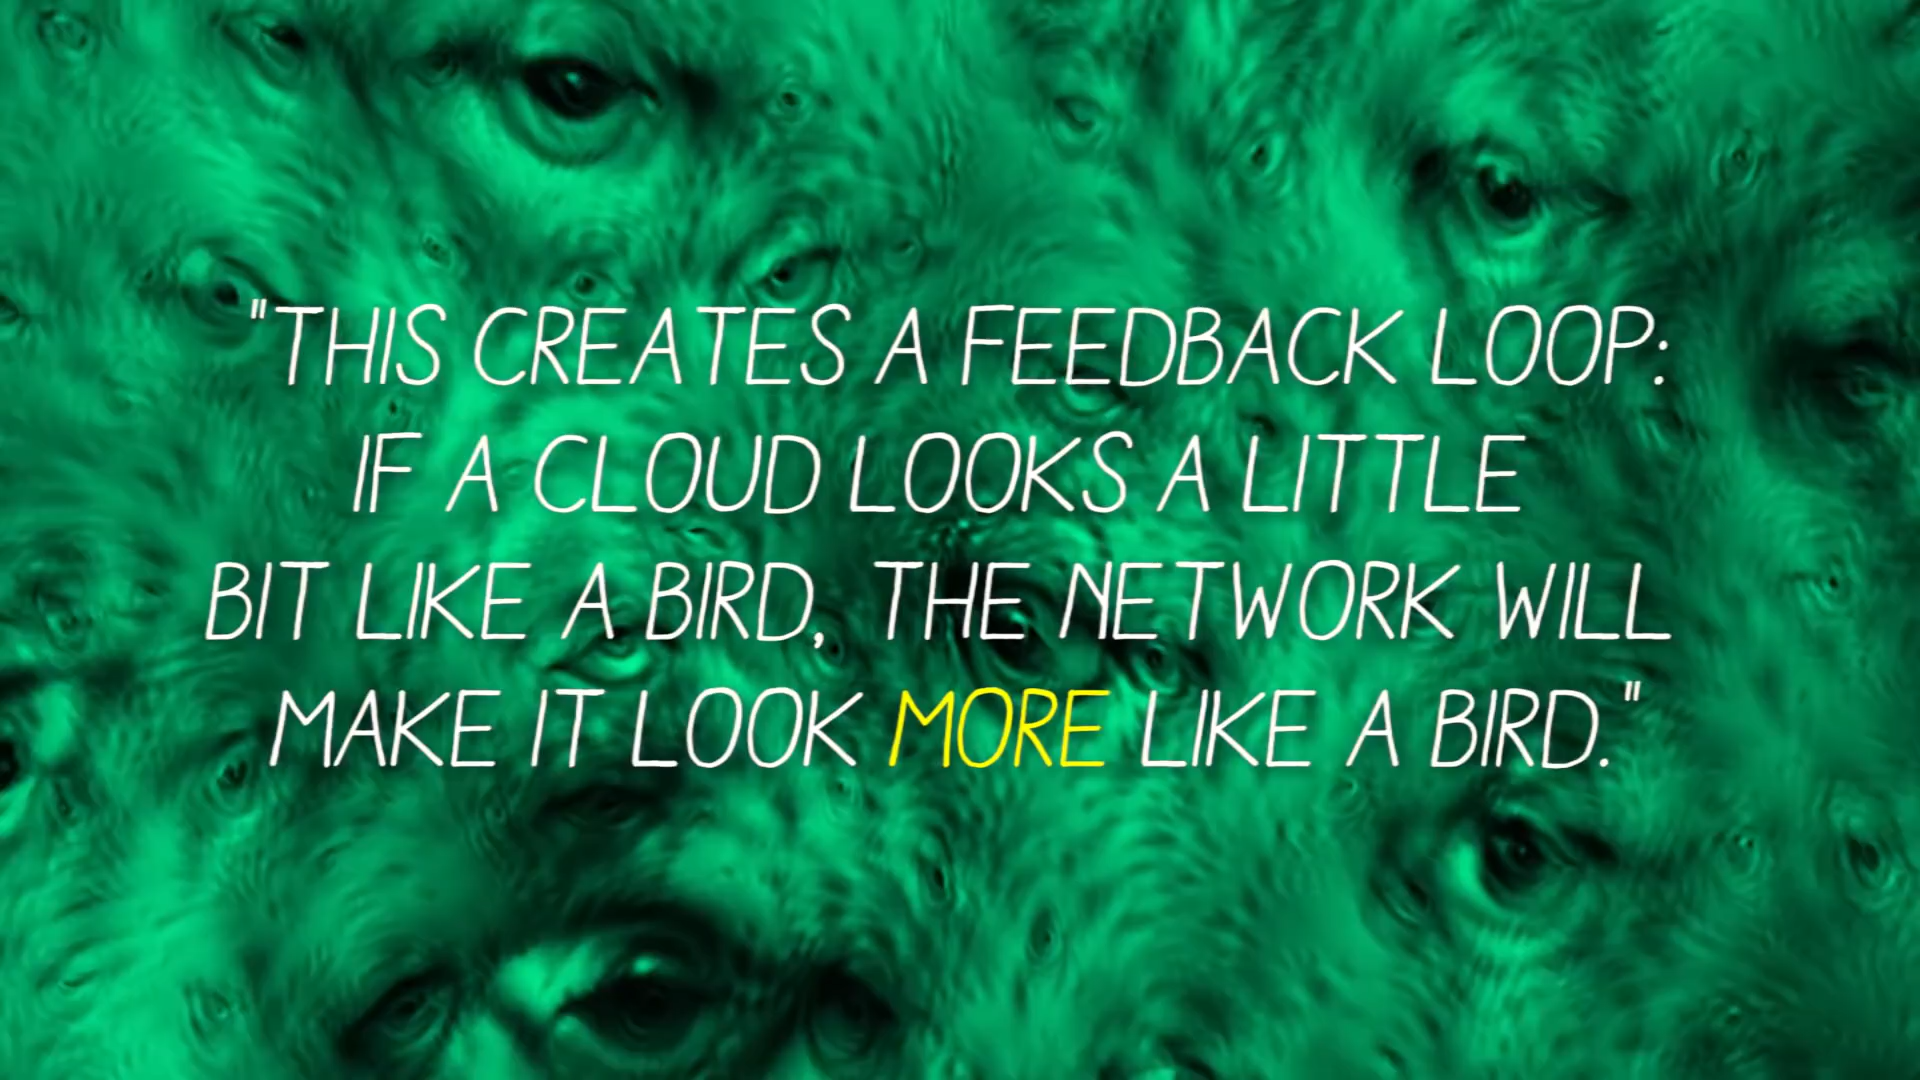 "THIS CREATES A FEEDBACK LOOP:
IF A CLOUD LOOKS A LITTLE
BIT LIKE A BIRD, THE NETWORK WILL
MAKE IT LOOK MORE LIKE A BIRD."